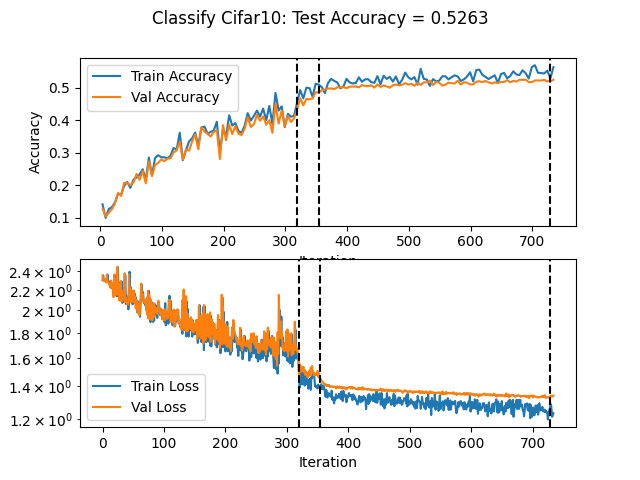 Classify Cifar10: Test Accuracy = 0.5263
Accuracy
0.5
0.4
0.3
0.2
0.1
Train Accuracy
Val Accuracy
0 100 200 300 400 500 600 700
Iteration
2.4 × 10⁰
2.2 × 10⁰
2 × 10⁰
1.8 × 10⁰
1.6 × 10⁰
1.4 × 10⁰
1.2 × 10⁰
Train Loss
Val Loss
0 100 200 300 400 500 600 700
Iteration